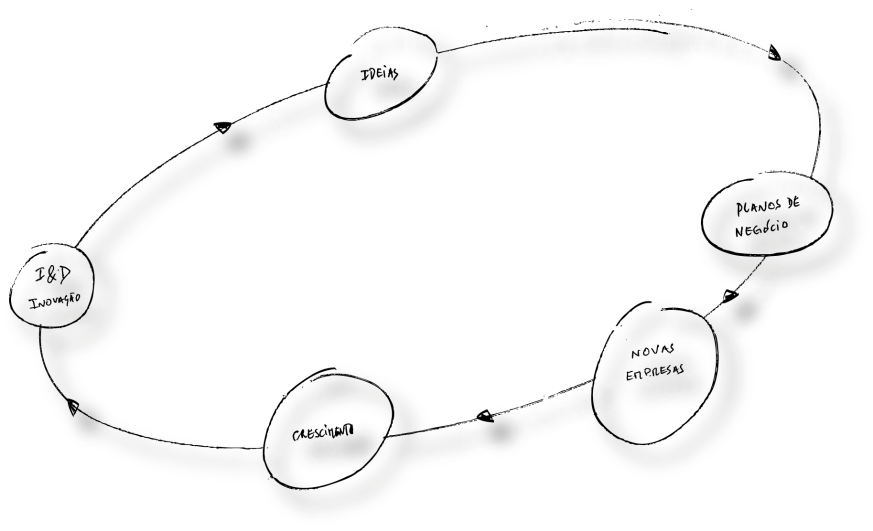 IDEIAS
PLANOS DE
NEGÓCIO
I&D
INOVAÇÃO
NOVAS
EMPRESAS
CRESCIMENTO